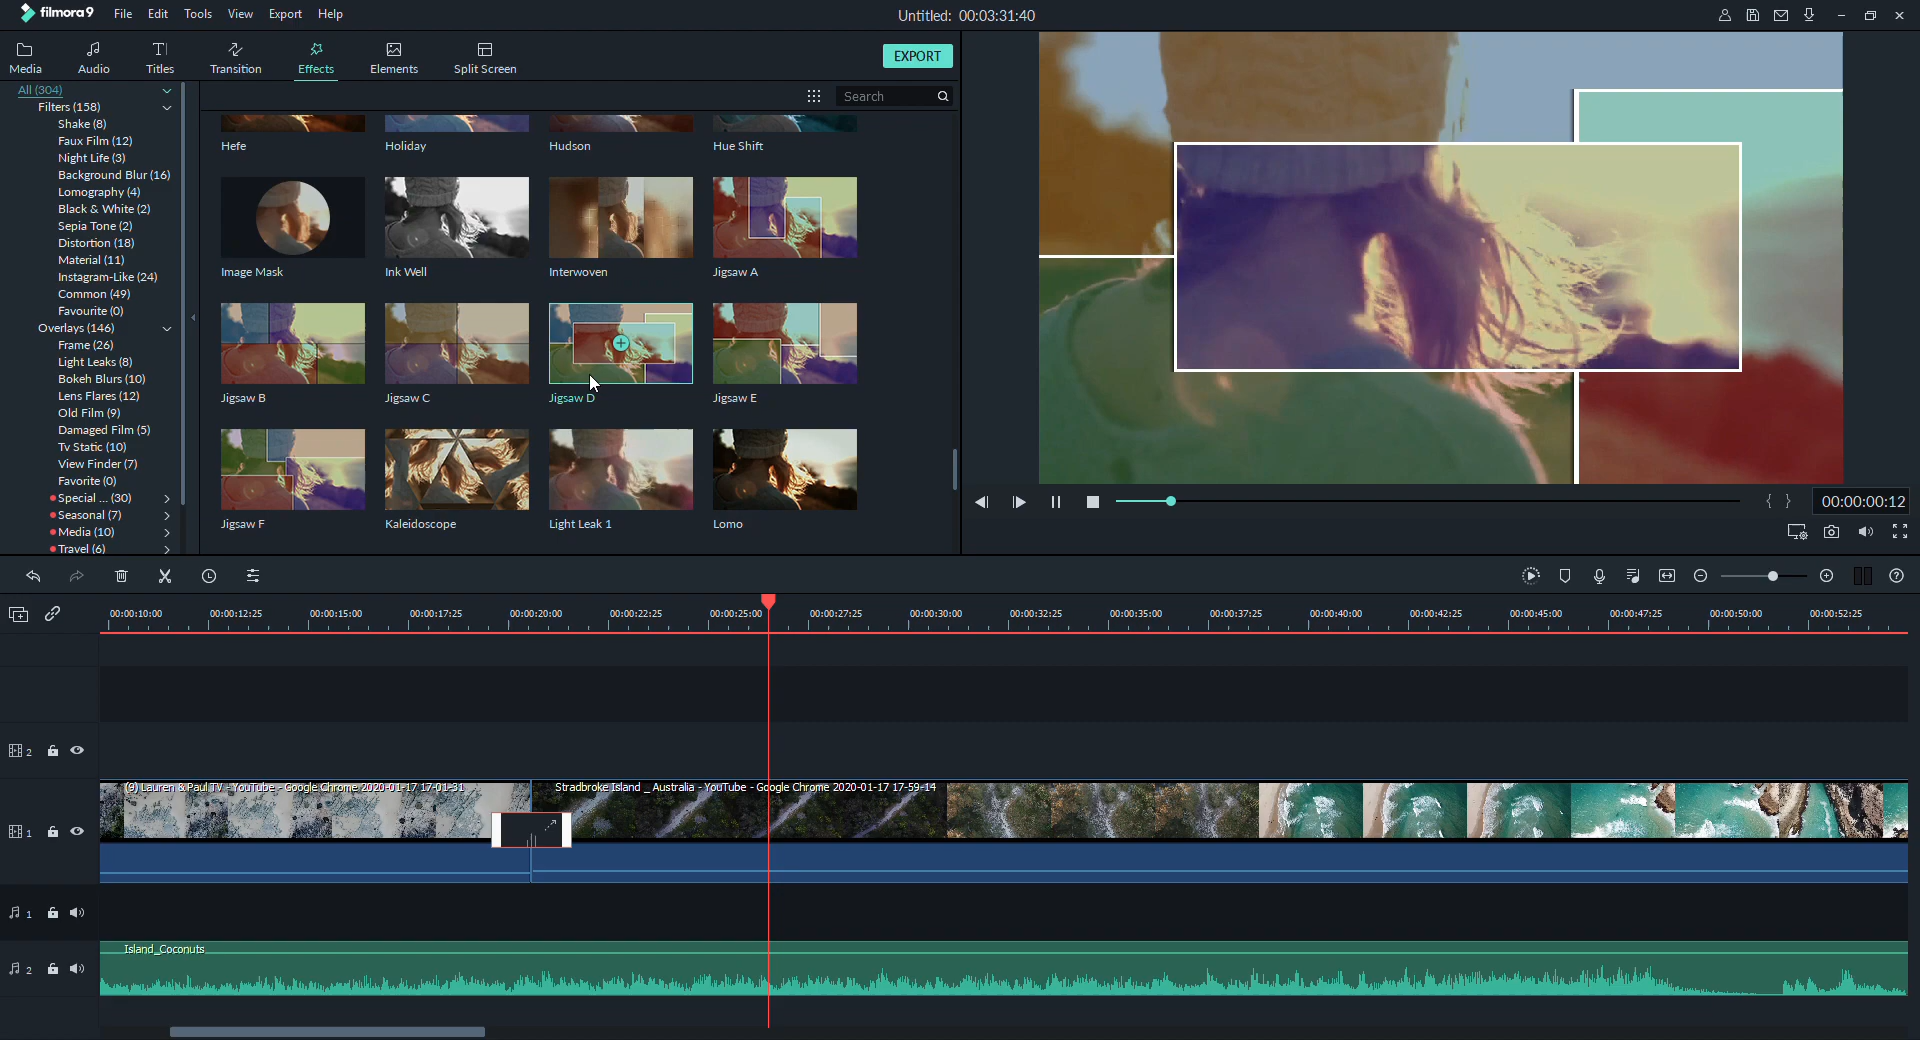 filmora9 File Edit Tools View Export Help
Untitled: 00:03:31:40
Media Audio Titles Transition Effects Elements Split Screen
EXPORT
All (304)
Filters (158)
Shake (8)
Faux Film (12)
Night Life (3)
Background Blur (16)
Lomography (4)
Black & White (2)
Sepia Tone (2)
Distortion (18)
Material (11)
Instagram-Like (24)
Common (49)
Favourite (0)
Overlays (146)
Frame (26)
Light Leaks (8)
Bokeh Blurs (10)
Lens Flares (12)
Old Film (9)
Damaged Film (5)
Tv Static (10)
View Finder (7)
Favorite (0)
Special ... (30)
Seasonal (7)
Media (10)
Travel (6)
Search
Hefe Holiday Hudson Hue Shift
Image Mask Ink Well Interwoven Jigsaw A
Jigsaw B Jigsaw C Jigsaw D Jigsaw E
Jigsaw F Kaleidoscope Light Leak 1 Lomo
{ } 00:00:00:12
00:00:10:00 00:00:12:25 00:00:15:00 00:00:17:25 00:00:20:00 00:00:22:25 00:00:25:00 00:00:27:25 00:00:30:00 00:00:32:25 00:00:35:00 00:00:37:25 00:00:40:00 00:00:42:25 00:00:45:00 00:00:47:25 00:00:50:00 00:00:52:25
2
(9) Lauren & Paul TV - YouTube - Google Chrome 2020-01-17 17-01-31 Stradbroke Island _ Australia - YouTube - Google Chrome 2020-01-17 17-59-14
1
1
Island_Coconuts
2